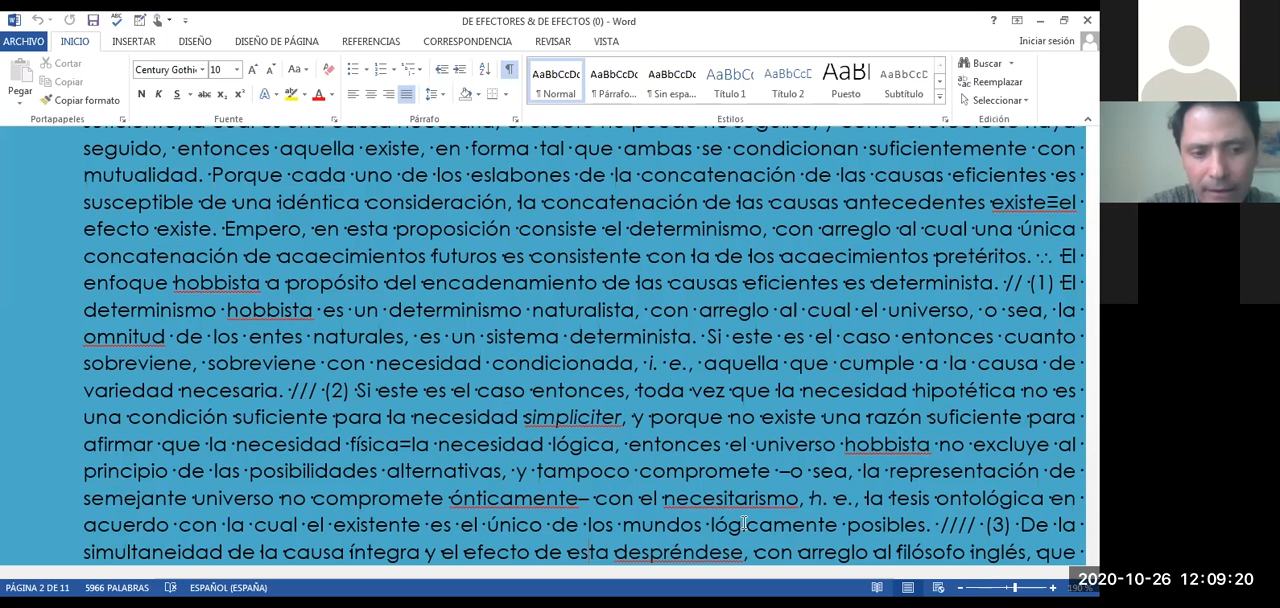 DE EFECTORES & DE EFECTOS (0) - Word
ARCHIVO INICIO INSERTAR DISEÑO DISEÑO DE PÁGINA REFERENCIAS CORRESPONDENCIA REVISAR VISTA Iniciar sesión
Pegar
Cortar
Copiar
Copiar formato
Portapapeles
Century Gothi 10
Fuente
Párrafo
AaBbCcDc ¶ Normal
AaBbCcDc ¶ Párrafo...
AaBbCcDc ¶ Sin espa...
AaBbC Título 1
AaBbCcD Título 2
AaBb Puesto
AaBbCcD Subtítulo
Estilos
Buscar
Reemplazar
Seleccionar
Edición
seguido, entonces aquella existe, en forma tal que ambas se condicionan suficientemente con
mutualidad. Porque cada uno de los eslabones de la concatenación de las causas eficientes es
susceptible de una idéntica consideración, la concatenación de las causas antecedentes existe≡el
efecto existe. Empero, en esta proposición consiste el determinismo, con arreglo al cual una única
concatenación de acaecimientos futuros es consistente con la de los acaecimientos pretéritos. ∴ El
enfoque hobbista a propósito del encadenamiento de las causas eficientes es determinista. // (1) El
determinismo hobbista es un determinismo naturalista, con arreglo al cual el universo, o sea, la
omnitud de los entes naturales, es un sistema determinista. Si este es el caso entonces cuanto
sobreviene, sobreviene con necesidad condicionada, i. e., aquella que cumple a la causa de
variedad necesaria. /// (2) Si este es el caso entonces, toda vez que la necesidad hipotética no es
una condición suficiente para la necesidad simpliciter, y porque no existe una razón suficiente para
afirmar que la necesidad física=la necesidad lógica, entonces el universo hobbista no excluye al
principio de las posibilidades alternativas, y tampoco compromete –o sea, la representación de
semejante universo no compromete ónticamente– con el necesitarismo, h. e., la tesis ontológica en
acuerdo con la cual el existente es el único de los mundos lógicamente posibles. //// (3) De la
simultaneidad de la causa íntegra y el efecto de esta despréndese, con arreglo al filósofo inglés, que
PÁGINA 2 DE 11 5966 PALABRAS ESPAÑOL (ESPAÑA) 190 %
2020-10-26 12:09:20